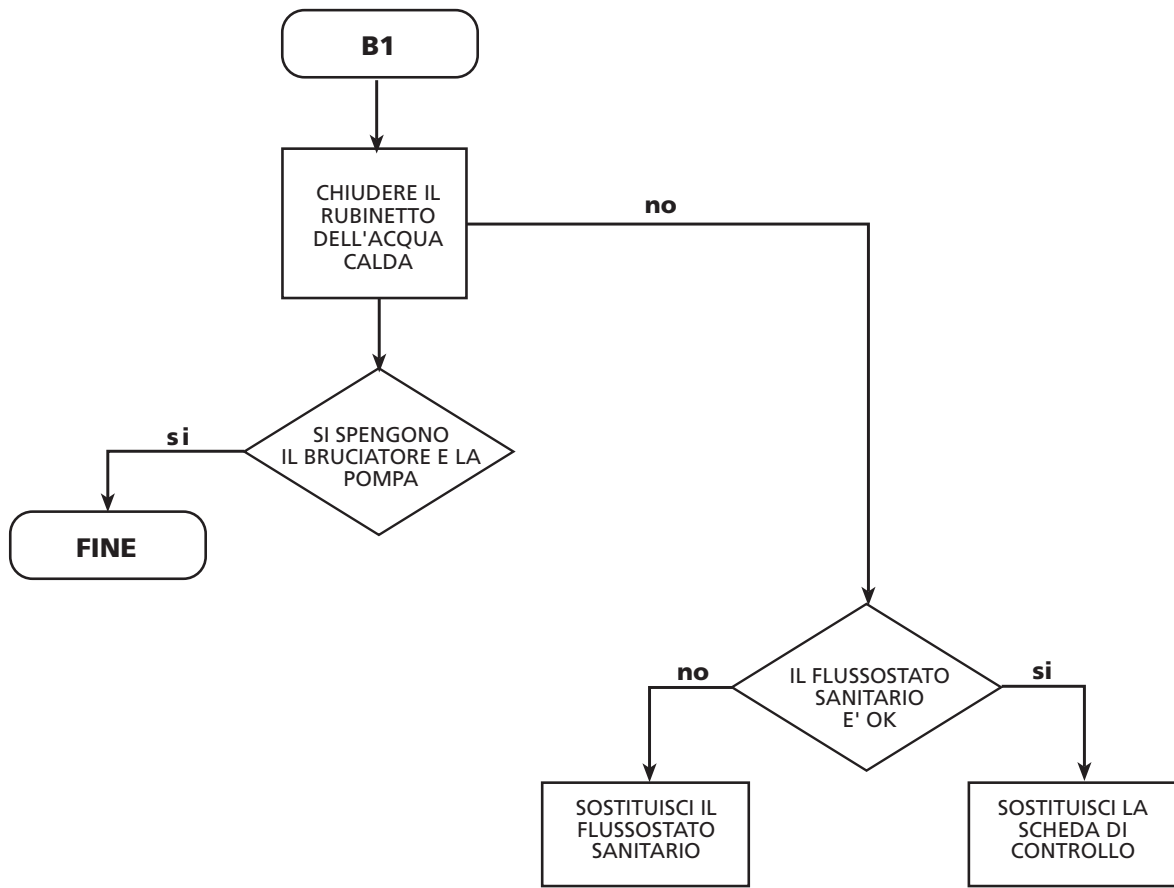 B1
CHIUDERE IL
RUBINETTO
DELL'ACQUA
CALDA
no
si
SI SPENGONO
IL BRUCIATORE E LA
POMPA
FINE
no
IL FLUSSOSTATO
SANITARIO
E' OK
si
SOSTITUISCI IL
FLUSSOSTATO
SANITARIO
SOSTITUISCI LA
SCHEDA DI
CONTROLLO